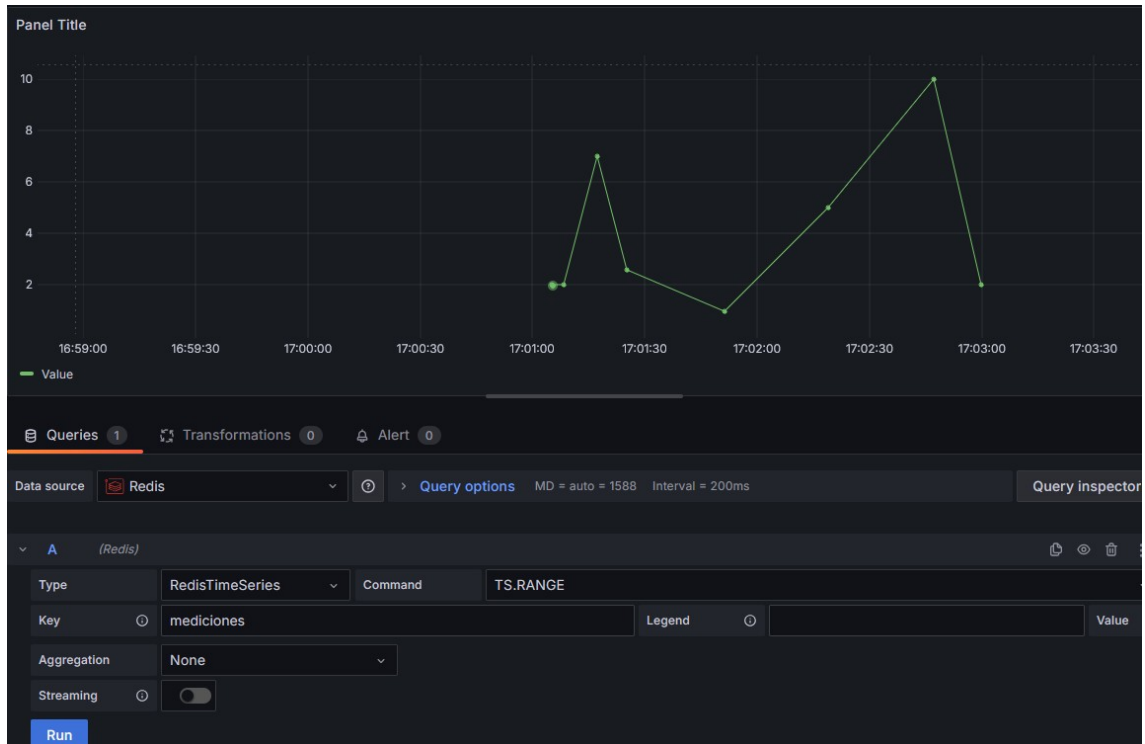 Panel Title
10
8
6
4
2
16:59:00 16:59:30 17:00:00 17:00:30 17:01:00 17:01:30 17:02:00 17:02:30 17:03:00 17:03:30
Value
Queries 1 Transformations 0 Alert 0
Data source Redis Query options MD = auto = 1588 Interval = 200ms Query inspector
A (Redis)
Type RedisTimeSeries Command TS.RANGE
Key mediciones Legend Value
Aggregation None
Streaming
Run